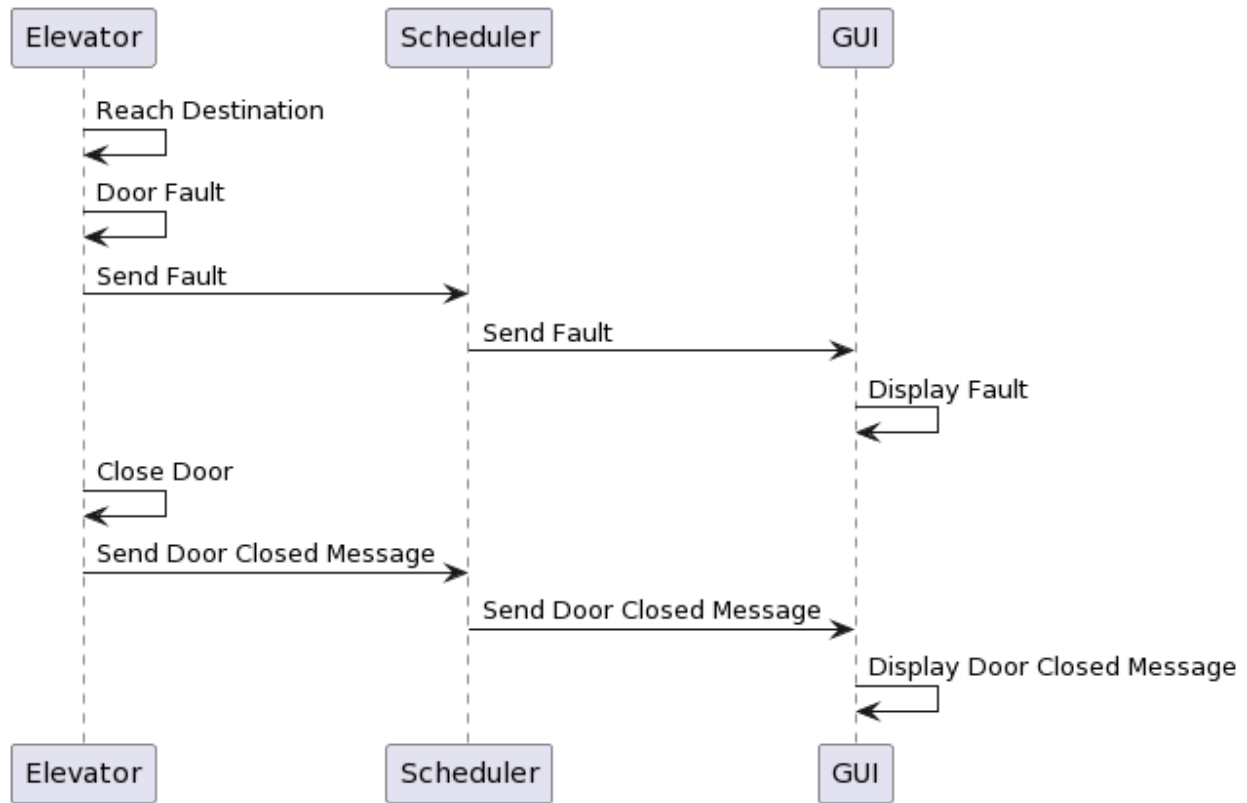 Elevator Scheduler GUI
Reach Destination
Door Fault
Send Fault
Send Fault
Display Fault
Close Door
Send Door Closed Message
Send Door Closed Message
Display Door Closed Message
Elevator Scheduler GUI